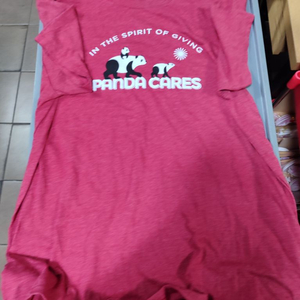 IN THE SPIRIT OF GIVING
PANDA CARES